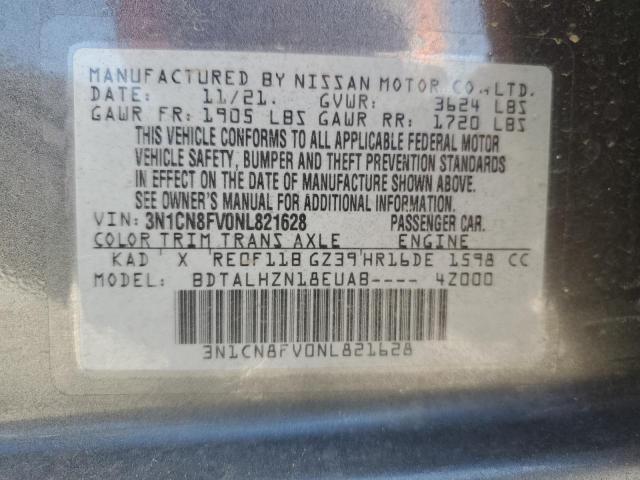 MANUFACTURED BY NISSAN MOTOR CO., LTD.
DATE: 11/21. GVWR: 3624 LBS
GAWR FR: 1905 LBS GAWR RR: 1720 LBS
THIS VEHICLE CONFORMS TO ALL APPLICABLE FEDERAL MOTOR
VEHICLE SAFETY, BUMPER AND THEFT PREVENTION STANDARDS
IN EFFECT ON THE DATE OF MANUFACTURE SHOWN ABOVE.
SEE OWNER'S MANUAL FOR ADDITIONAL INFORMATION.
VIN: 3N1CN8FV0NL821628 PASSENGER CAR.
COLOR TRIM TRANS AXLE ENGINE
KAD X RE0F11B GZ39 HR16DE 1598 CC
MODEL: BDTALHZN18EUAB---- 4Z000
3N1CN8FV0NL821628